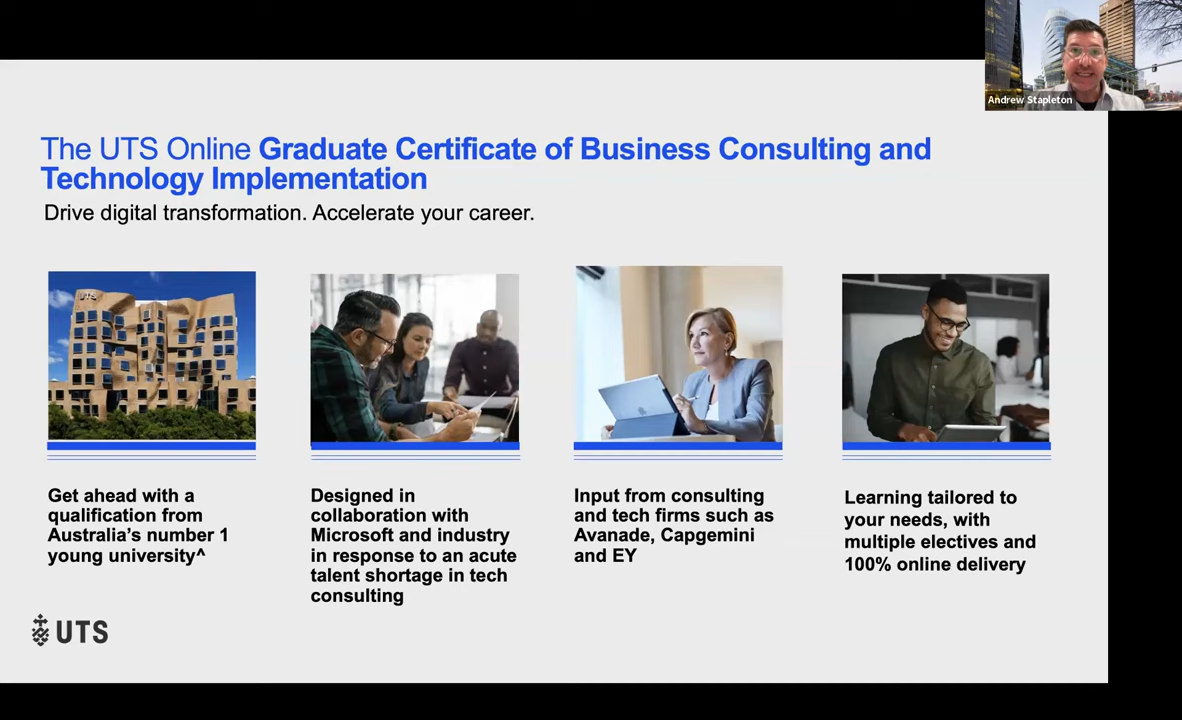 Andrew Stapleton
The UTS Online Graduate Certificate of Business Consulting and
Technology Implementation
Drive digital transformation. Accelerate your career.
UTS
Get ahead with a
qualification from
Australia’s number 1
young university^
Designed in
collaboration with
Microsoft and industry
in response to an acute
talent shortage in tech
consulting
Input from consulting
and tech firms such as
Avanade, Capgemini
and EY
Learning tailored to
your needs, with
multiple electives and
100% online delivery
UTS